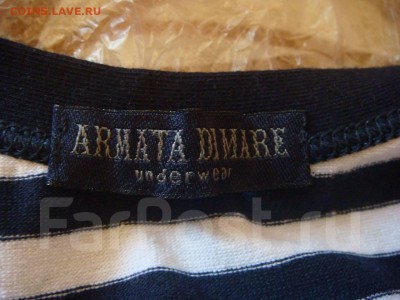 COINS.LAVE.RU
ARMATA DIMARE
underwear
FarPost.ru